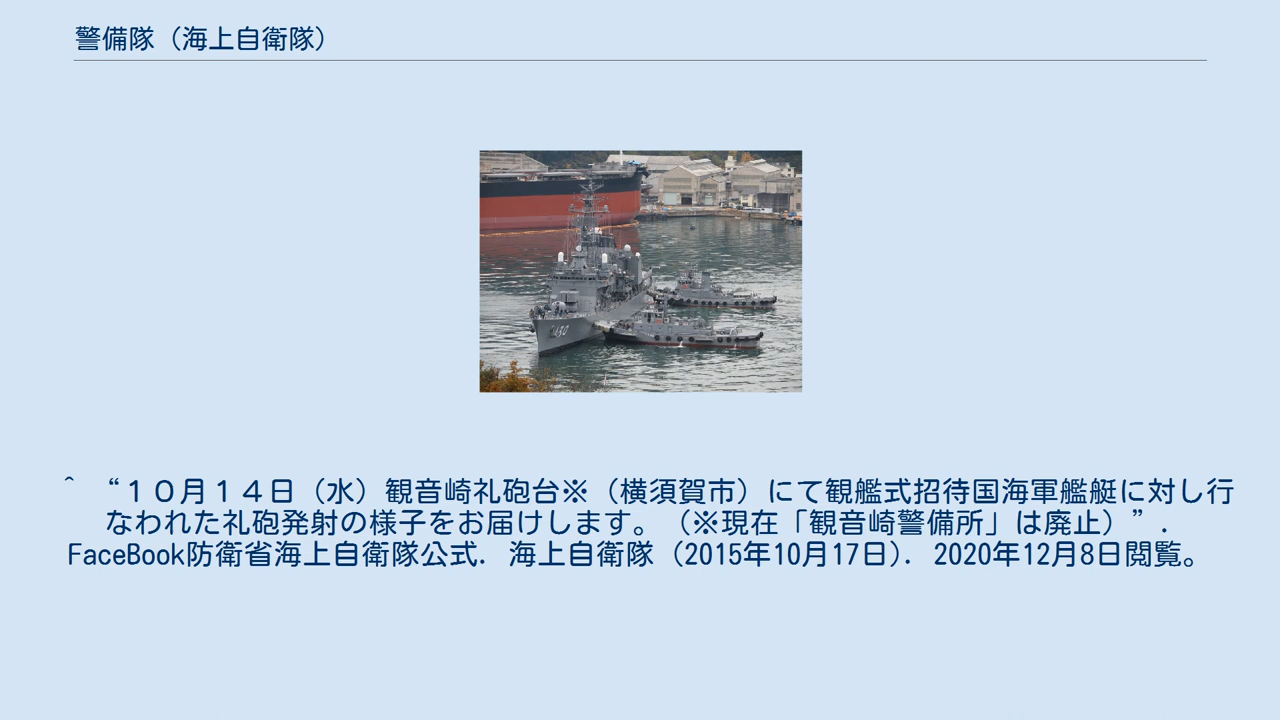 警備隊（海上自衛隊）
430
^ “１０月１４日（水）観音崎礼砲台※（横須賀市）にて観艦式招待国海軍艦艇に対し行
なわれた礼砲発射の様子をお届けします。（※現在「観音崎警備所」は廃止）”.
FaceBook防衛省海上自衛隊公式. 海上自衛隊 (2015年10月17日). 2020年12月8日閲覧。